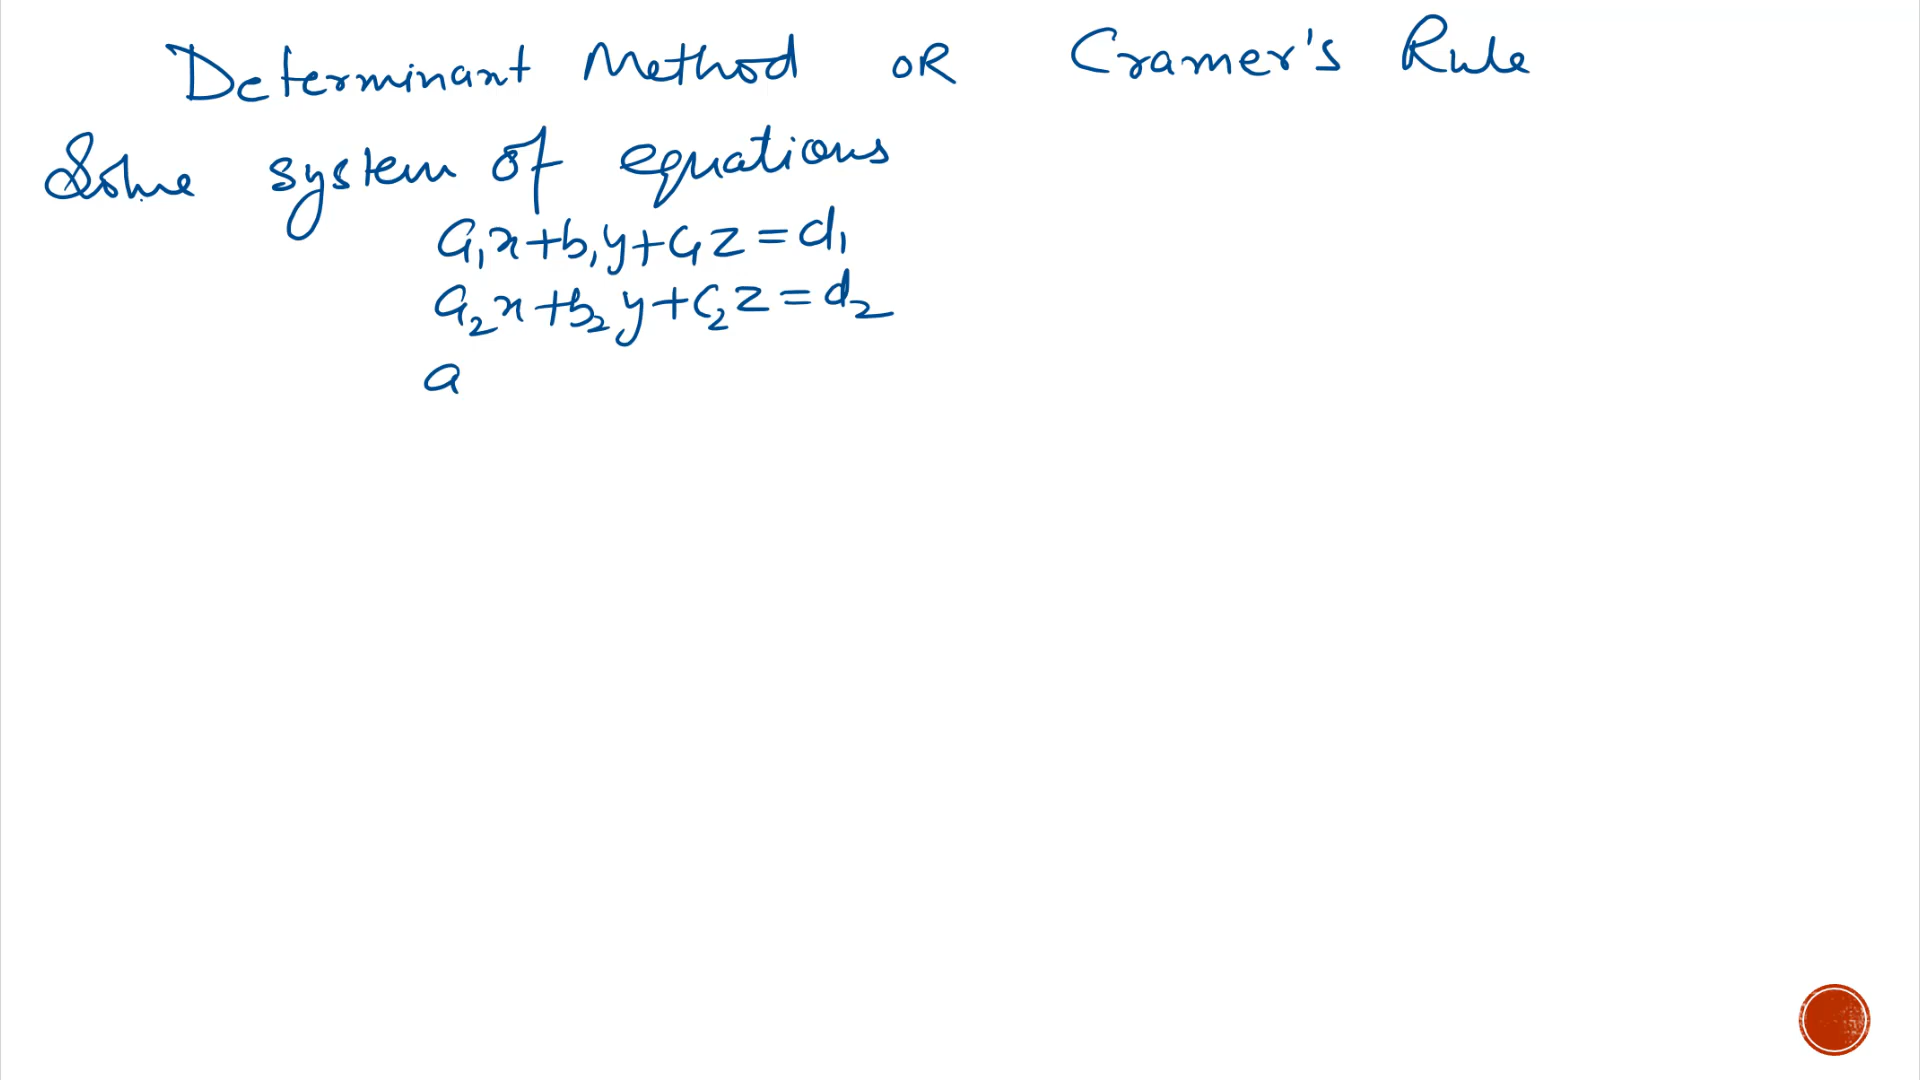 Determinant Method OR Cramer's Rule
Solve system of equations
a₁x+b₁y+c₁z=d₁
a₂x+b₂y+c₂z=d₂
a